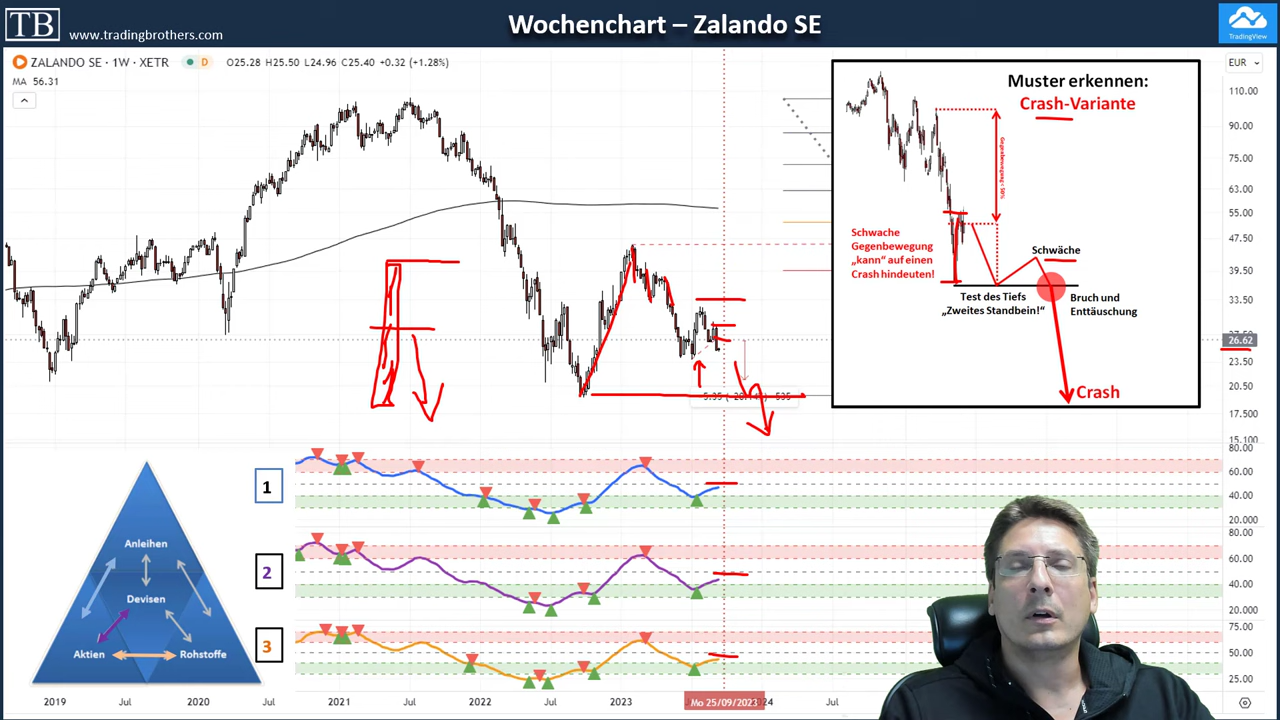 TB
www.tradingbrothers.com
Wochenchart – Zalando SE
TradingView
ZALANDO SE · 1W · XETR
D
O25.28 H25.50 L24.96 C25.40 +0.32 (+1.28%)
MA 56.31
EUR
110.00
90.00
75.00
63.00
55.00
47.50
39.50
33.50
26.62
23.50
20.50
17.500
15.100
Muster erkennen:
Crash-Variante
Gegenbewegung < 50%
Schwache
Gegenbewegung
„kann“ auf einen
Crash hindeuten!
Schwäche
Test des Tiefs
„Zweites Standbein!“
Bruch und
Enttäuschung
Crash
1
80.00
60.00
40.00
20.000
2
80.00
60.00
40.00
20.000
3
75.00
50.00
25.00
Anleihen
Devisen
Aktien
Rohstoffe
2019
2020
Jul
2021
Jul
2022
Jul
2023
Mo 25/09/2023
2024
Jul